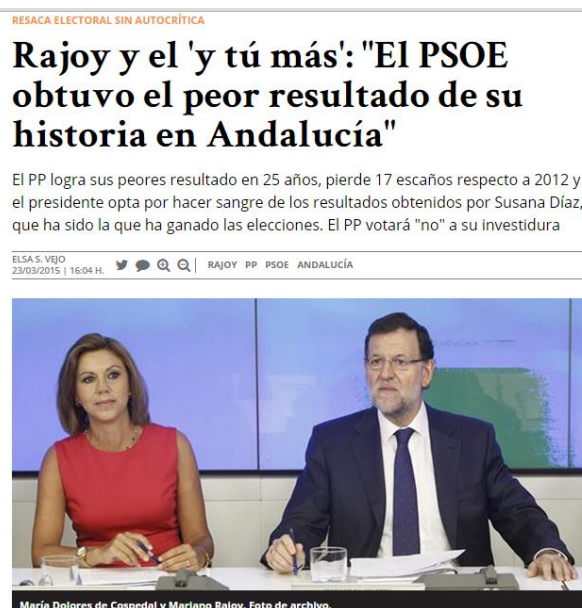 RESACA ELECTORAL SIN AUTOCRÍTICA
Rajoy y el 'y tú más': "El PSOE
obtuvo el peor resultado de su
historia en Andalucía"
El PP logra sus peores resultado en 25 años, pierde 17 escaños respecto a 2012 y
el presidente opta por hacer sangre de los resultados obtenidos por Susana Díaz,
que ha sido la que ha ganado las elecciones. El PP votará "no" a su investidura
ELSA S. VEJO
23/03/2015 | 16:04 H.
RAJOY PP PSOE ANDALUCÍA
María Dolores de Cospedal y Mariano Rajoy. Foto de archivo.